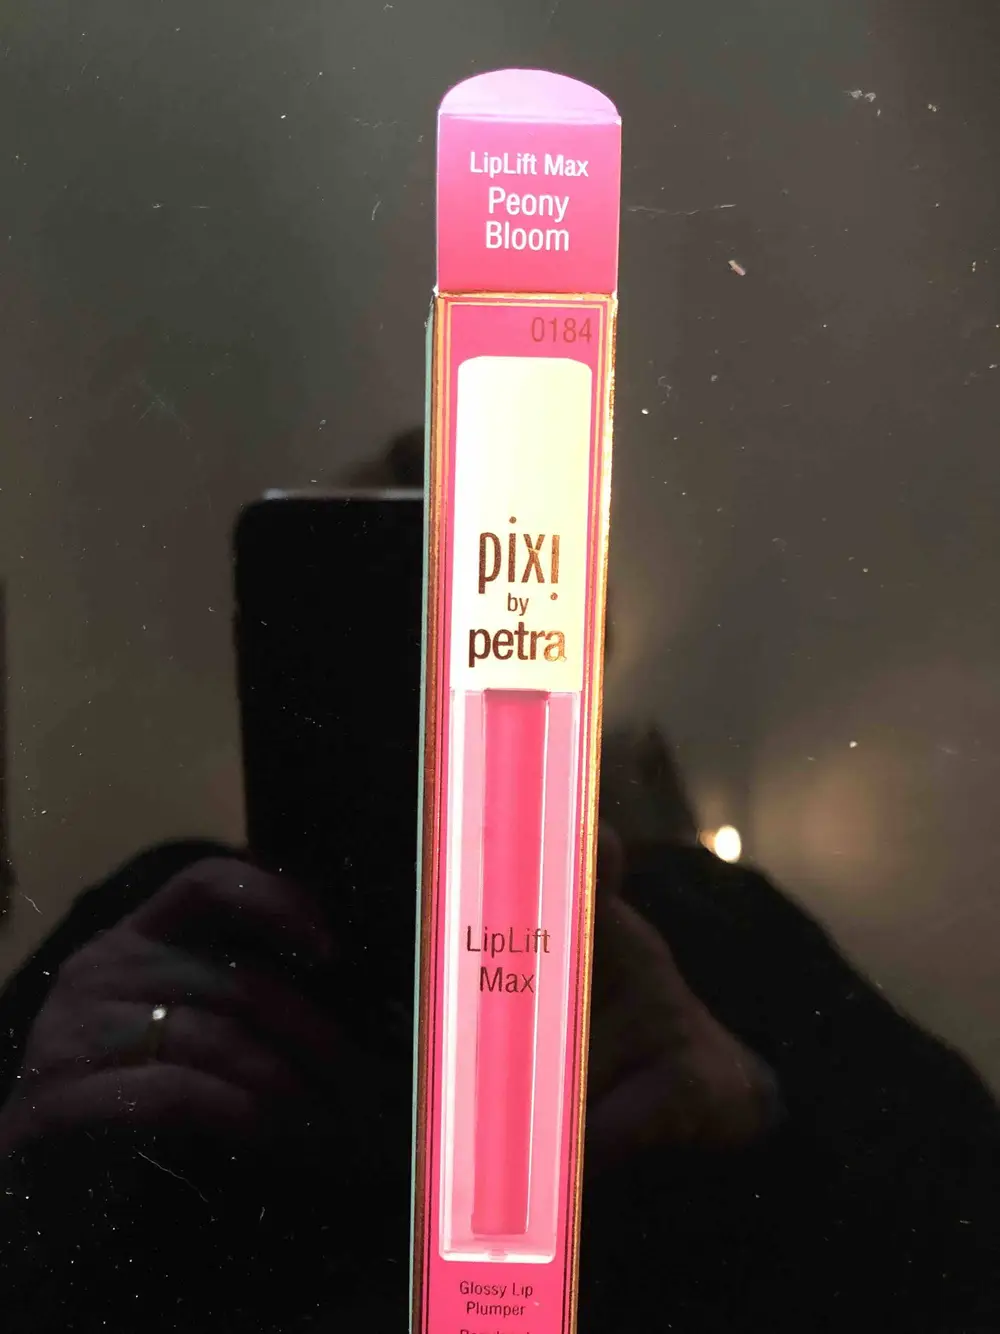 LipLift Max
Peony
Bloom
0184
pixi
by
petra
LipLift
Max
Glossy Lip
Plumper